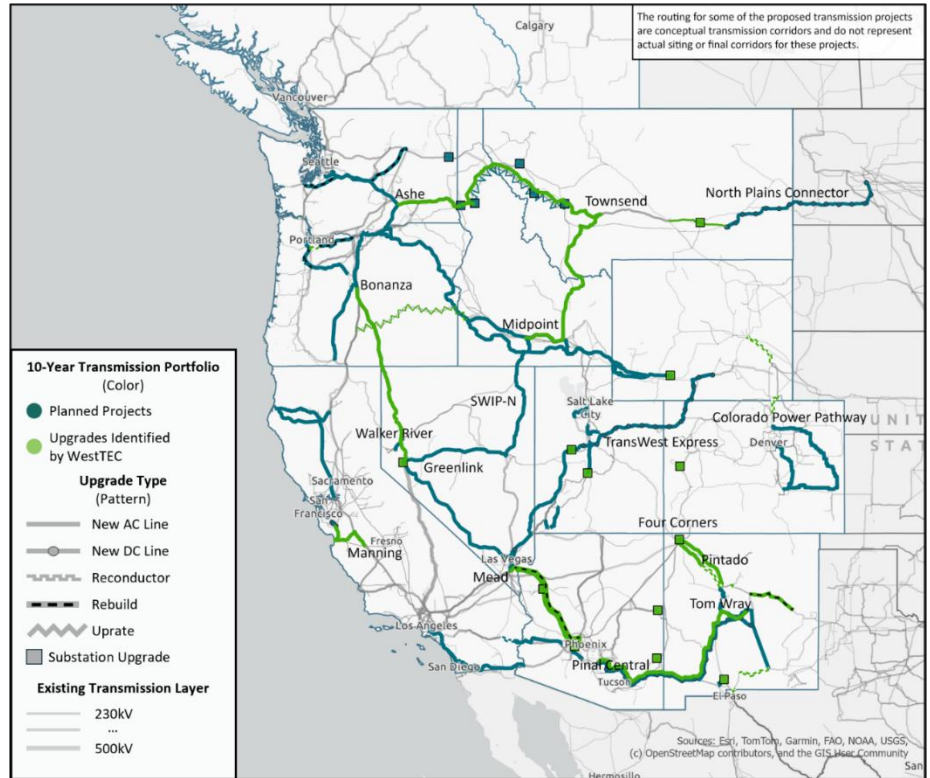 The routing for some of the proposed transmission projects
are conceptual transmission corridors and do not represent
actual siting or final corridors for these projects.
Calgary
Vancouver
Seattle
Ashe
Townsend
North Plains Connector
Portland
Bonanza
Midpoint
SWIP-N
Salt Lake
City
Colorado Power Pathway
UNIT
Denver
STAT
Walker River
TransWest Express
Greenlink
Sacramento
San
Francisco
Fresno
Manning
Four Corners
Pintado
Las Vegas
Mead
Tom Wray
Los Angeles
Phoenix
San Diego
Pinal Central
Tucson
El Paso
10-Year Transmission Portfolio
(Color)
Planned Projects
Upgrades Identified
by WestTEC
Upgrade Type
(Pattern)
New AC Line
New DC Line
Reconductor
Rebuild
Uprate
Substation Upgrade
Existing Transmission Layer
230kV
...
500kV
Sources: Esri, TomTom, Garmin, FAO, NOAA, USGS,
(c) OpenStreetMap contributors, and the GIS User Community
San
Hermosillo